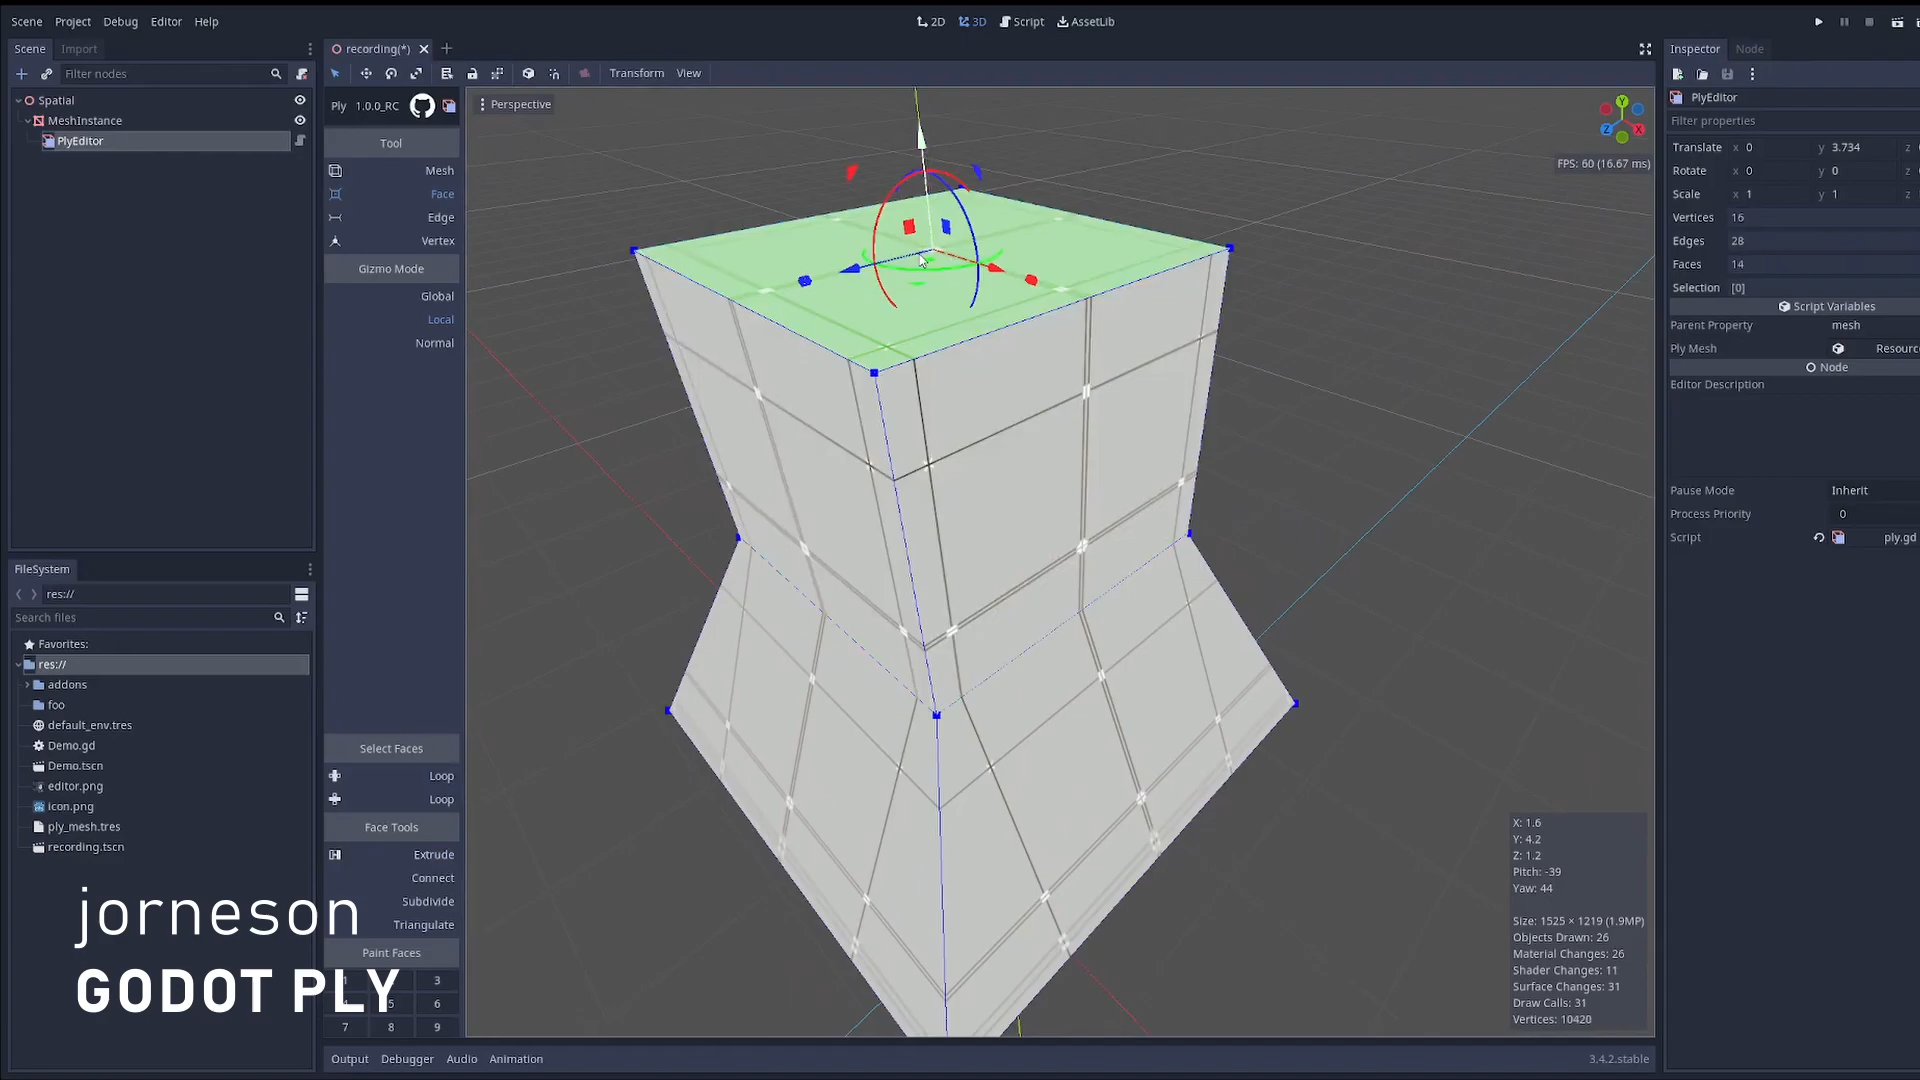 Scene Project Debug Editor Help
2D 3D Script AssetLib
Scene Import
Filter nodes
Spatial
MeshInstance
PlyEditor
recording(*)
Transform View
Ply 1.0.0_RC
Tool
Mesh
Face
Edge
Vertex
Gizmo Mode
Global
Local
Normal
Select Faces
Loop
Loop
Face Tools
Extrude
Connect
Subdivide
Triangulate
Paint Faces
1 3
5 6
7 8 9
Perspective
Y
Z X
FPS: 60 (16.67 ms)
X: 1.6
Y: 4.2
Z: 1.2
Pitch: -39
Yaw: 44
Size: 1525 × 1219 (1.9MP)
Objects Drawn: 26
Material Changes: 26
Shader Changes: 11
Surface Changes: 31
Draw Calls: 31
Vertices: 10420
Inspector Node
PlyEditor
Filter properties
Translate x 0 y 3.734 z
Rotate x 0 y 0 z
Scale x 1 y 1 z
Vertices 16
Edges 28
Faces 14
Selection [0]
Script Variables
Parent Property mesh
Ply Mesh Resourc
Node
Editor Description
Pause Mode Inherit
Process Priority 0
Script ply.gd
FileSystem
res://
Search files
Favorites:
res://
addons
foo
default_env.tres
Demo.gd
Demo.tscn
editor.png
icon.png
ply_mesh.tres
recording.tscn
jorneson
GODOT PLY
Output Debugger Audio Animation
3.4.2.stable